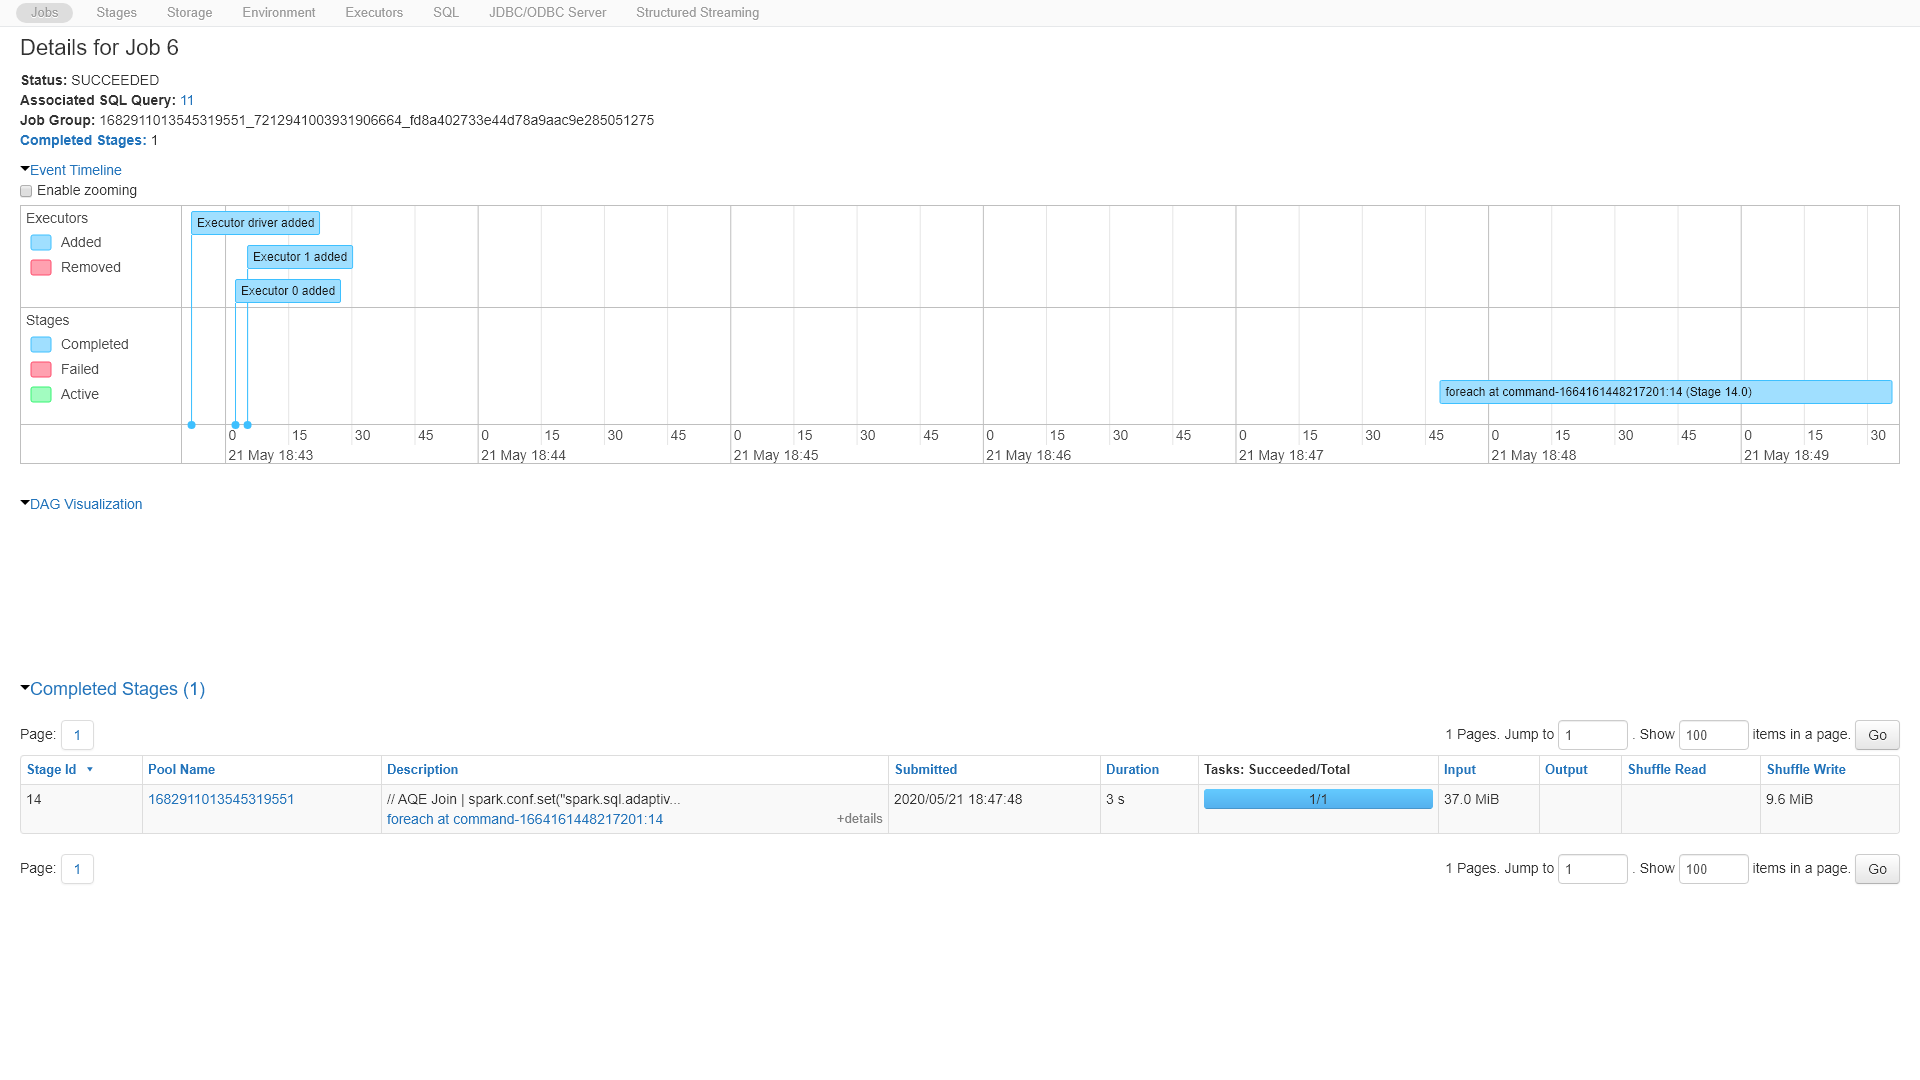 Jobs Stages Storage Environment Executors SQL JDBC/ODBC Server Structured Streaming
Details for Job 6
Status: SUCCEEDED
Associated SQL Query: 11
Job Group: 1682911013545319551_7212941003931906664_fd8a402733e44d78a9aac9e285051275
Completed Stages: 1
Event Timeline
Enable zooming
Executors
Added
Removed
Executor driver added
Executor 1 added
Executor 0 added
Stages
Completed
Failed
Active
foreach at command-1664161448217201:14 (Stage 14.0)
0 15 30 45 0 15 30 45 0 15 30 45 0 15 30 45 0 15 30 45 0 15 30 45 0 15 30
21 May 18:43 21 May 18:44 21 May 18:45 21 May 18:46 21 May 18:47 21 May 18:48 21 May 18:49
DAG Visualization
Completed Stages (1)
Page: 1 1 Pages. Jump to 1 . Show 100 items in a page. Go
Stage Id Pool Name Description Submitted Duration Tasks: Succeeded/Total Input Output Shuffle Read Shuffle Write
14 1682911013545319551 // AQE Join | spark.conf.set("spark.sql.adaptiv... 2020/05/21 18:47:48 3 s 1/1 37.0 MiB 9.6 MiB
foreach at command-1664161448217201:14 +details
Page: 1 1 Pages. Jump to 1 . Show 100 items in a page. Go